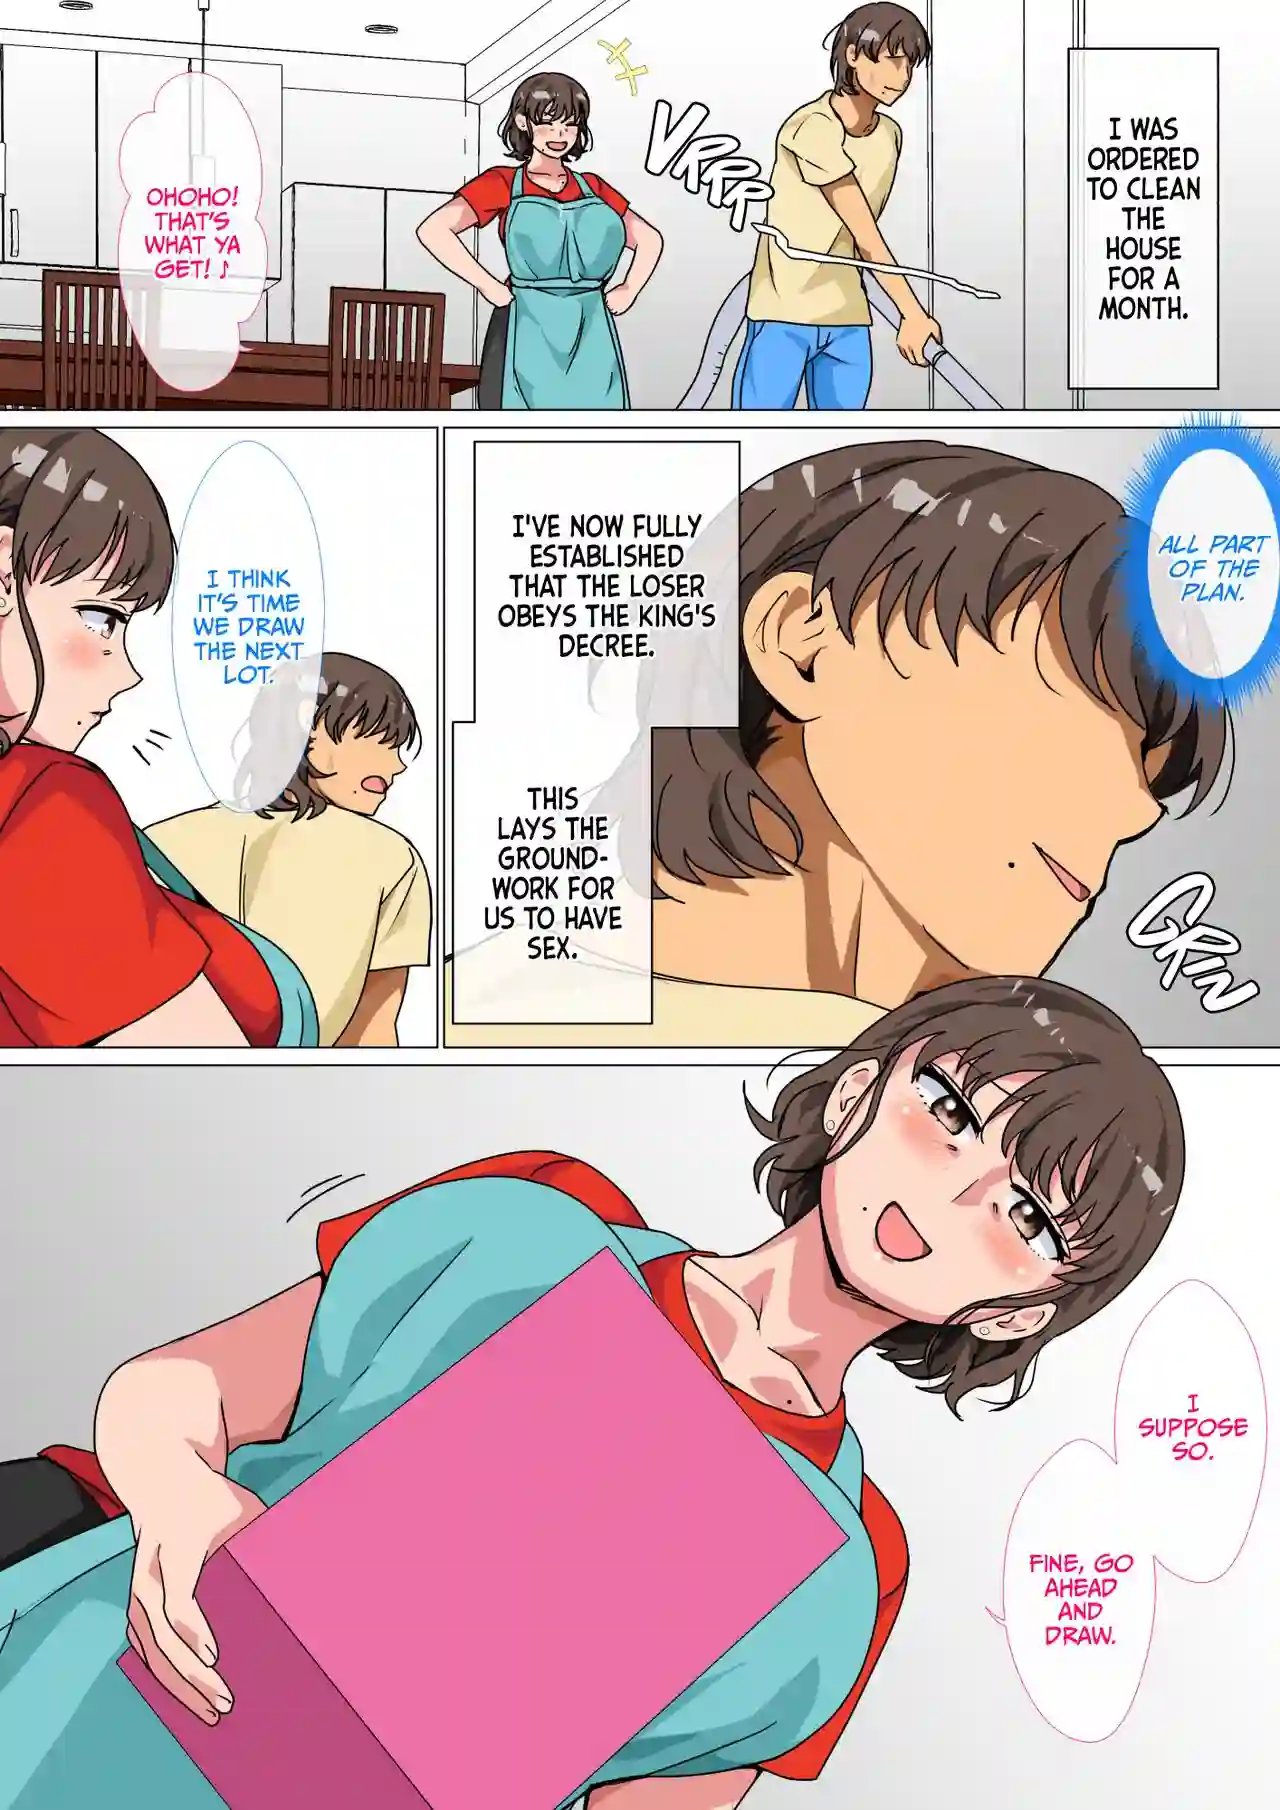 I WAS
ORDERED
TO CLEAN
THE
HOUSE
FOR A
MONTH.
VRRRR
OHOHO!
THAT'S
WHAT YA
GET! ♪
ALL PART
OF THE
PLAN.
I'VE NOW FULLY
ESTABLISHED
THAT THE LOSER
OBEYS THE KING'S
DECREE.
THIS
LAYS THE
GROUND-
WORK FOR
US TO HAVE
SEX.
GRIN
I THINK
IT'S TIME
WE DRAW
THE NEXT
LOT.
I
SUPPOSE
SO.
FINE, GO
AHEAD
AND
DRAW.